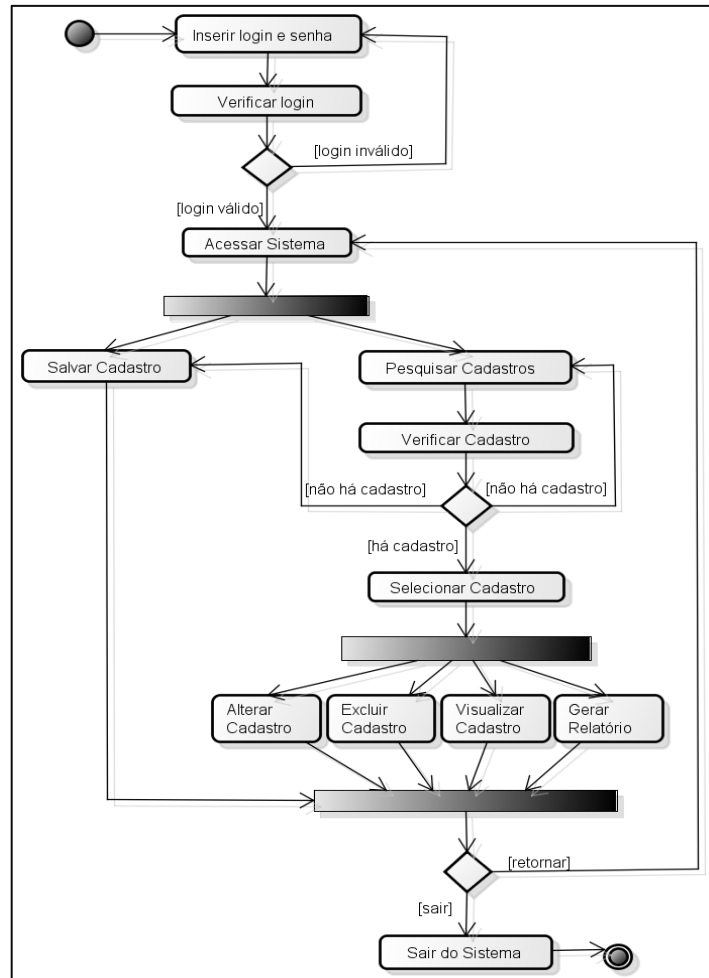 Inserir login e senha
Verificar login
[login inválido]
[login válido]
Acessar Sistema
Salvar Cadastro
Pesquisar Cadastros
Verificar Cadastro
[não há cadastro]
[não há cadastro]
[há cadastro]
Selecionar Cadastro
Alterar
Cadastro
Excluir
Cadastro
Visualizar
Cadastro
Gerar
Relatório
[retornar]
[sair]
Sair do Sistema